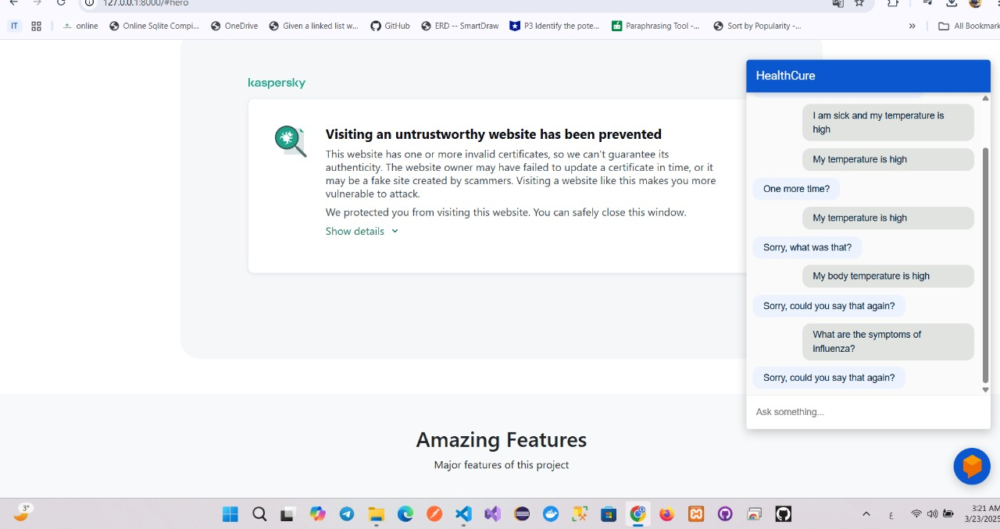 127.0.0.1:8000/#hero
IT
online
Online Sqlite Compi...
OneDrive
Given a linked list w...
GitHub
ERD -- SmartDraw
P3 Identify the pote...
Paraphrasing Tool -...
Sort by Popularity -...
»
All Bookmark
kaspersky
Visiting an untrustworthy website has been prevented
This website has one or more invalid certificates, so we can't guarantee its
authenticity. The website owner may have failed to update a certificate in time, or it
may be a fake site created by scammers. Visiting a website like this makes you more
vulnerable to attack.
We protected you from visiting this website. You can safely close this window.
Show details
HealthCure
I am sick and my temperature is
high
My temperature is high
One more time?
My temperature is high
Sorry, what was that?
My body temperature is high
Sorry, could you say that again?
What are the symptoms of
influenza?
Sorry, could you say that again?
Ask something...
Amazing Features
Major features of this project
3°
ع
3:21 AM
3/23/2025